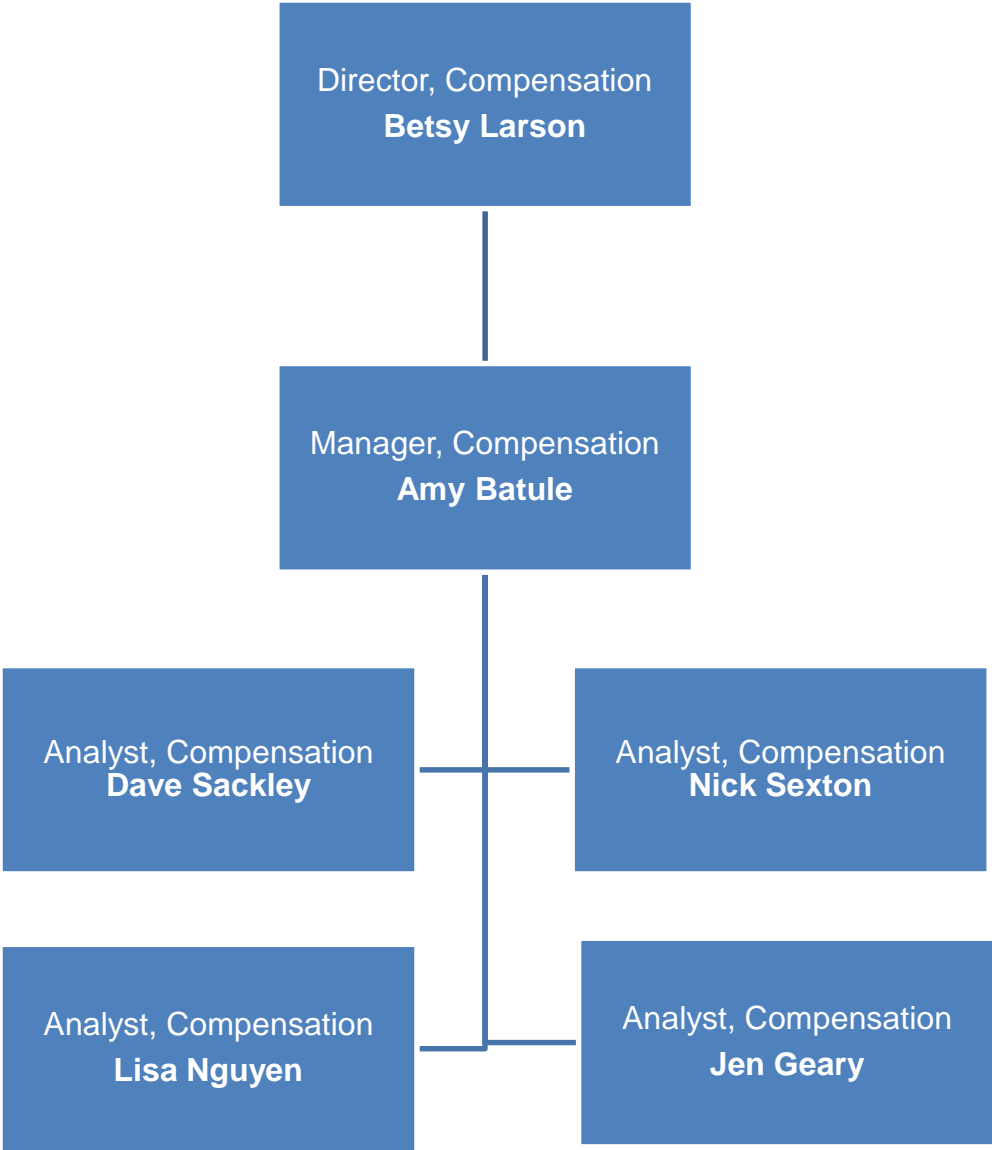 Director, Compensation
Betsy Larson
Manager, Compensation
Amy Batule
Analyst, Compensation
Dave Sackley
Analyst, Compensation
Nick Sexton
Analyst, Compensation
Lisa Nguyen
Analyst, Compensation
Jen Geary